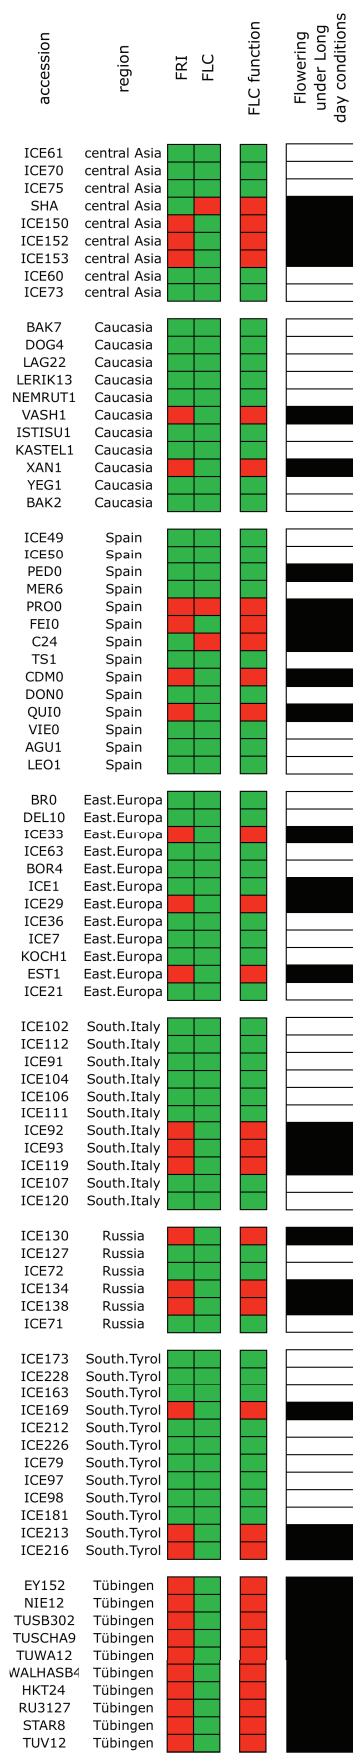 accession region FRI FLC FLC function Flowering
under Long
day conditions
ICE61 central Asia
ICE70 central Asia
ICE75 central Asia
SHA central Asia
ICE150 central Asia
ICE152 central Asia
ICE153 central Asia
ICE60 central Asia
ICE73 central Asia
BAK7 Caucasia
DOG4 Caucasia
LAG22 Caucasia
LERIK13 Caucasia
NEMRUT1 Caucasia
VASH1 Caucasia
ISTISU1 Caucasia
KASTEL1 Caucasia
XAN1 Caucasia
YEG1 Caucasia
BAK2 Caucasia
ICE49 Spain
ICE50 Spain
PED0 Spain
MER6 Spain
PRO0 Spain
FEI0 Spain
C24 Spain
TS1 Spain
CDM0 Spain
DON0 Spain
QUI0 Spain
VIE0 Spain
AGU1 Spain
LEO1 Spain
BR0 East.Europa
DEL10 East.Europa
ICE33 East.Europa
ICE63 East.Europa
BOR4 East.Europa
ICE1 East.Europa
ICE29 East.Europa
ICE36 East.Europa
ICE7 East.Europa
KOCH1 East.Europa
EST1 East.Europa
ICE21 East.Europa
ICE102 South.Italy
ICE112 South.Italy
ICE91 South.Italy
ICE104 South.Italy
ICE106 South.Italy
ICE111 South.Italy
ICE92 South.Italy
ICE93 South.Italy
ICE119 South.Italy
ICE107 South.Italy
ICE120 South.Italy
ICE130 Russia
ICE127 Russia
ICE72 Russia
ICE134 Russia
ICE138 Russia
ICE71 Russia
ICE173 South.Tyrol
ICE228 South.Tyrol
ICE163 South.Tyrol
ICE169 South.Tyrol
ICE212 South.Tyrol
ICE226 South.Tyrol
ICE79 South.Tyrol
ICE97 South.Tyrol
ICE98 South.Tyrol
ICE181 South.Tyrol
ICE213 South.Tyrol
ICE216 South.Tyrol
EY152 Tübingen
NIE12 Tübingen
TUSB302 Tübingen
TUSCHA9 Tübingen
TUWA12 Tübingen
WALHASB4 Tübingen
HKT24 Tübingen
RU3127 Tübingen
STAR8 Tübingen
TUV12 Tübingen